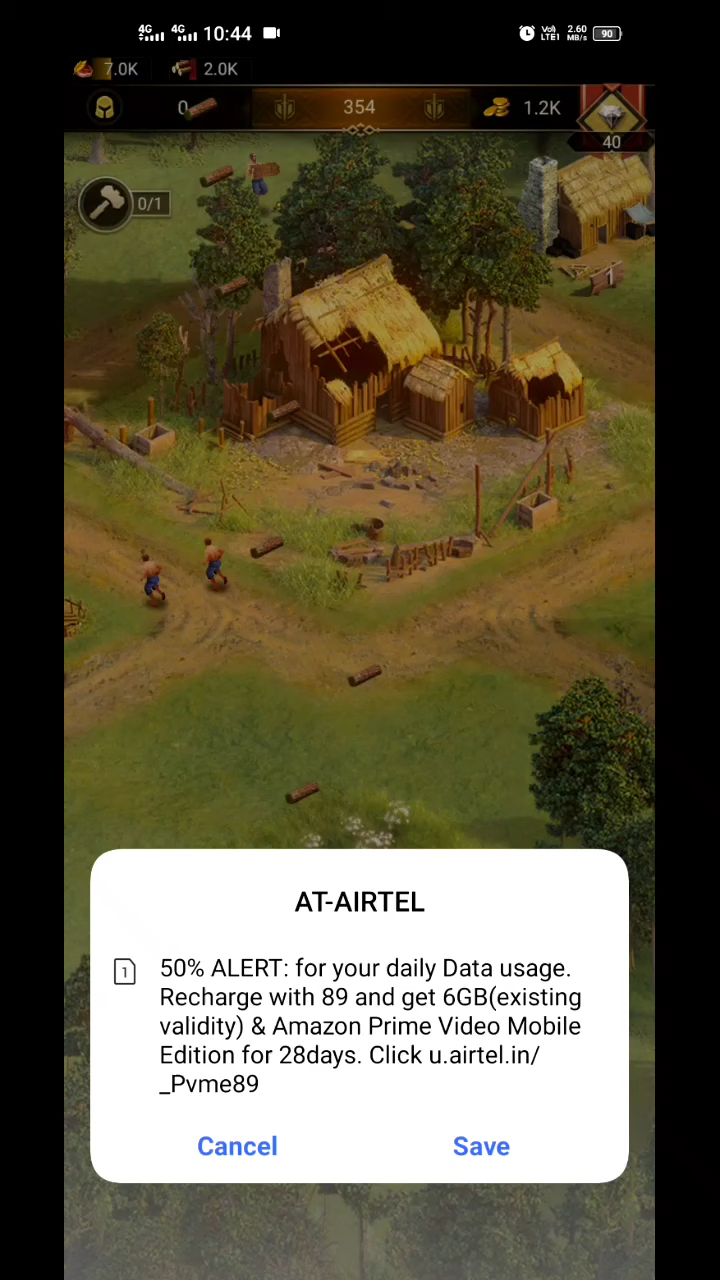 4G 4G 10:44 Vo) LTE1 2.60 MB/s 90
7.0K 2.0K
0 354 1.2K
40
0/1
1
AT-AIRTEL
1
50% ALERT: for your daily Data usage.
Recharge with 89 and get 6GB(existing
validity) & Amazon Prime Video Mobile
Edition for 28days. Click u.airtel.in/
_Pvme89
Cancel Save